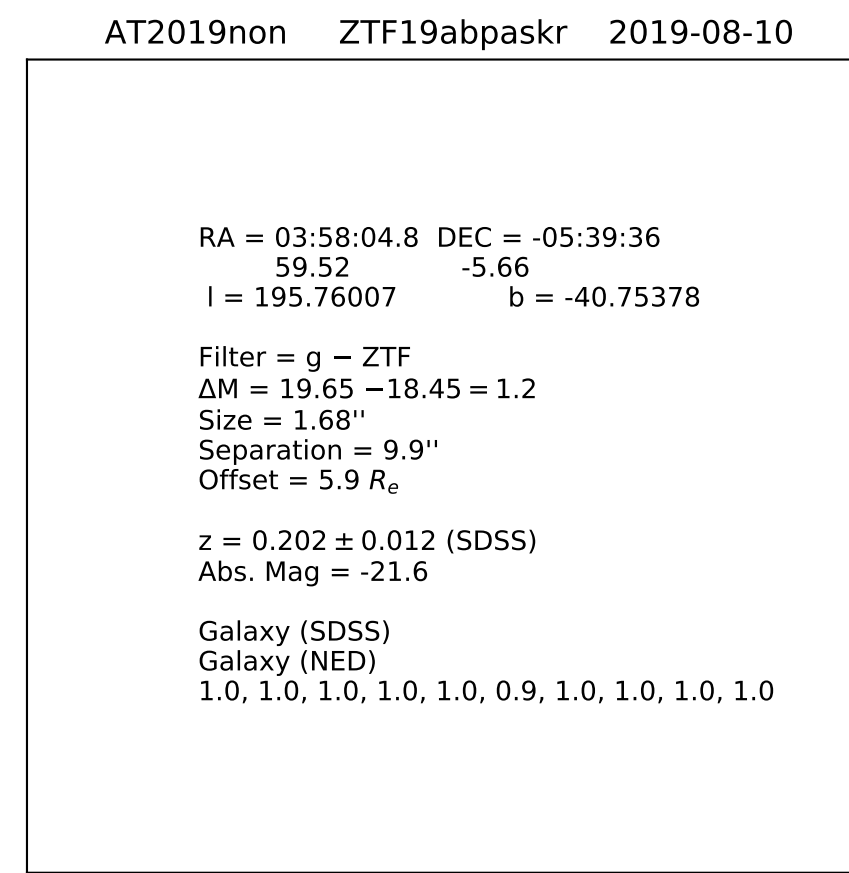 AT2019non ZTF19abpaskr 2019-08-10
RA = 03:58:04.8 DEC = -05:39:36
59.52 -5.66
l = 195.76007 b = -40.75378
Filter = g − ZTF
ΔM = 19.65 −18.45 = 1.2
Size = 1.68''
Separation = 9.9''
Offset = 5.9 Re
z = 0.202 ± 0.012 (SDSS)
Abs. Mag = -21.6
Galaxy (SDSS)
Galaxy (NED)
1.0, 1.0, 1.0, 1.0, 1.0, 0.9, 1.0, 1.0, 1.0, 1.0